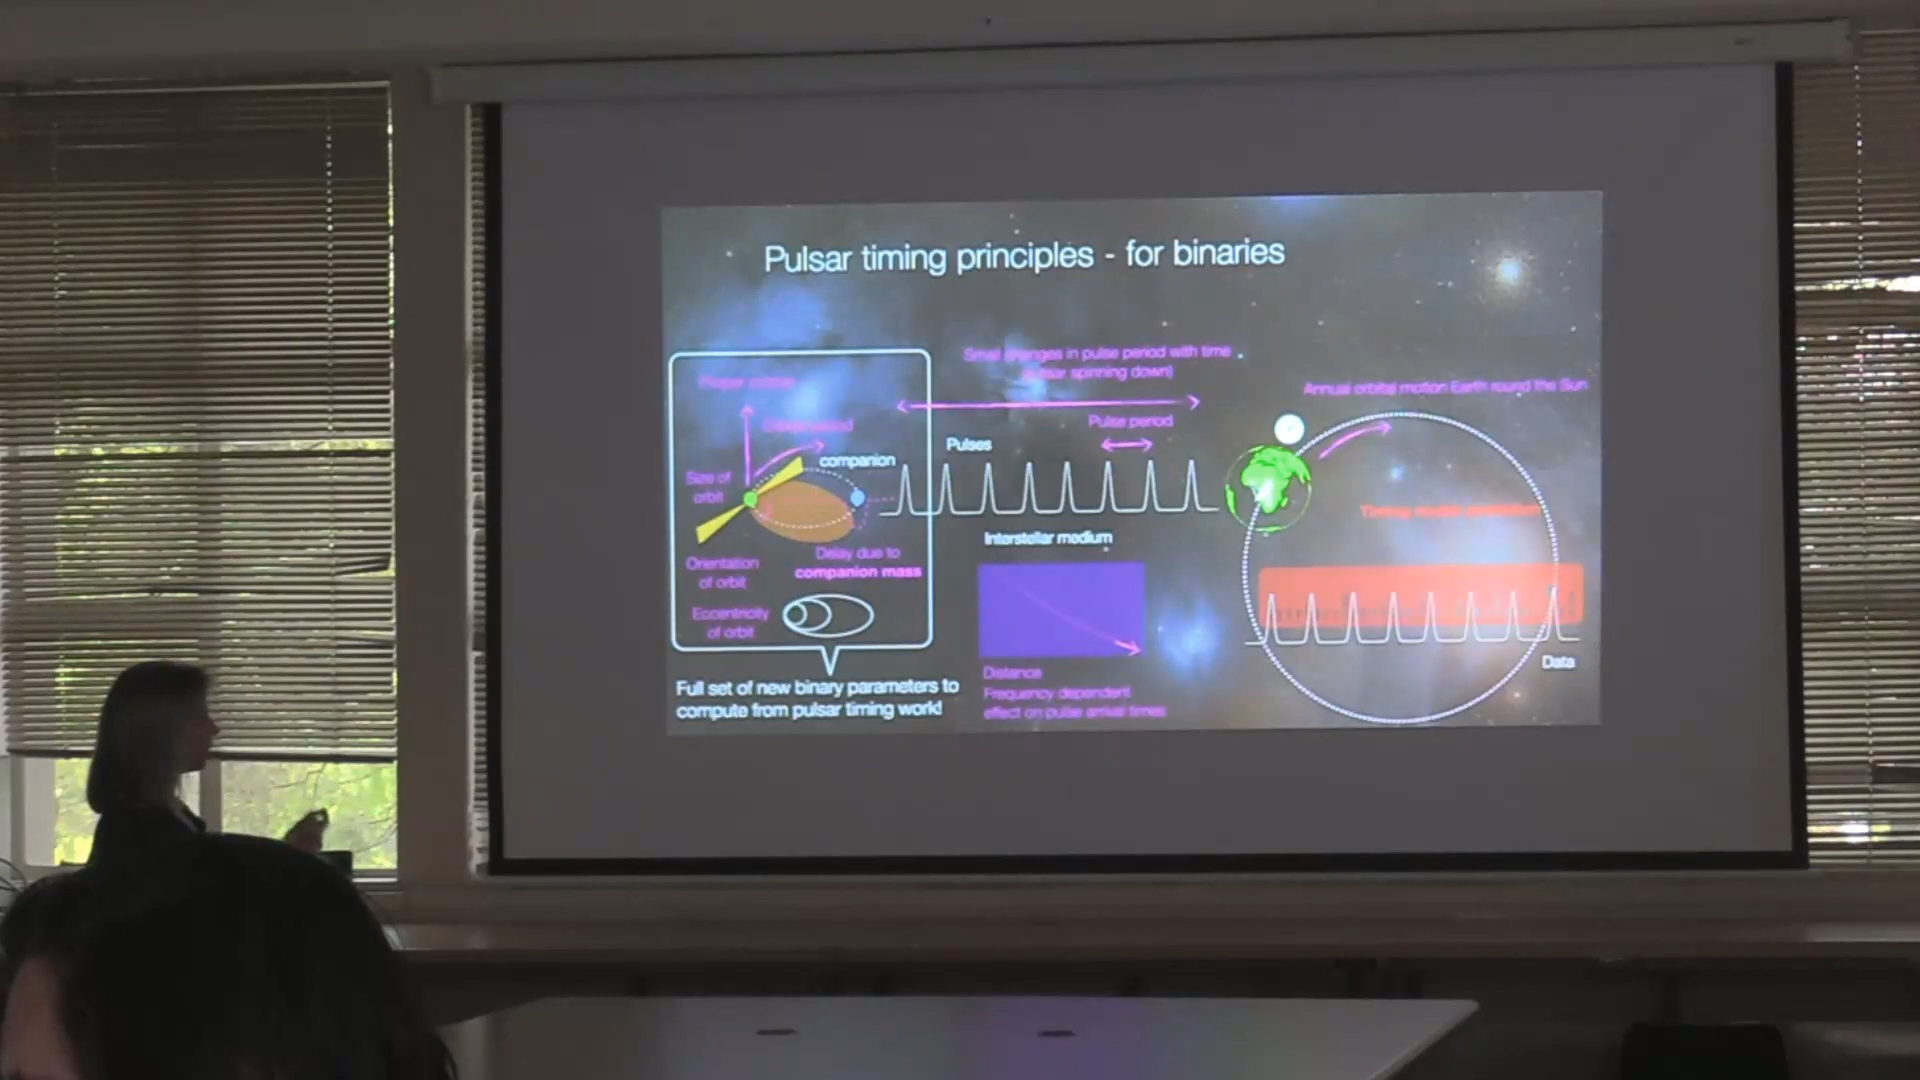 Pulsar timing principles - for binaries
Small changes in pulse period with time
(pulsar spinning down)
Annual orbital motion Earth round the Sun
Proper motion
Pulse period
Pulses
companion
Size of
orbit
Interstellar medium
Delay due to
companion mass
Orientation
of orbit
Eccentricity
of orbit
Data
Distance
Frequency dependent
effect on pulse arrival times
Full set of new binary parameters to
compute from pulsar timing work!